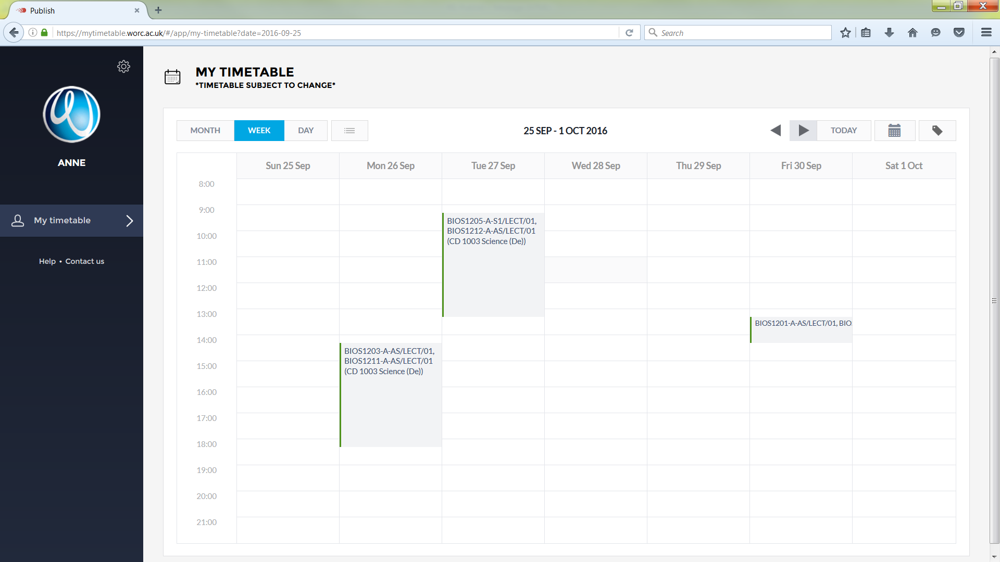 Publish
https://mytimetable.worc.ac.uk/#/app/my-timetable?date=2016-09-25
Search
ANNE
My timetable
Help • Contact us
MY TIMETABLE
*TIMETABLE SUBJECT TO CHANGE*
MONTH
WEEK
DAY
25 SEP - 1 OCT 2016
TODAY
Sun 25 Sep
Mon 26 Sep
Tue 27 Sep
Wed 28 Sep
Thu 29 Sep
Fri 30 Sep
Sat 1 Oct
8:00
9:00
BIOS1205-A-S1/LECT/01,
BIOS1212-A-AS/LECT/01
(CD 1003 Science (De))
10:00
11:00
12:00
13:00
BIOS1201-A-AS/LECT/01, BIO
14:00
BIOS1203-A-AS/LECT/01,
BIOS1211-A-AS/LECT/01
(CD 1003 Science (De))
15:00
16:00
17:00
18:00
19:00
20:00
21:00